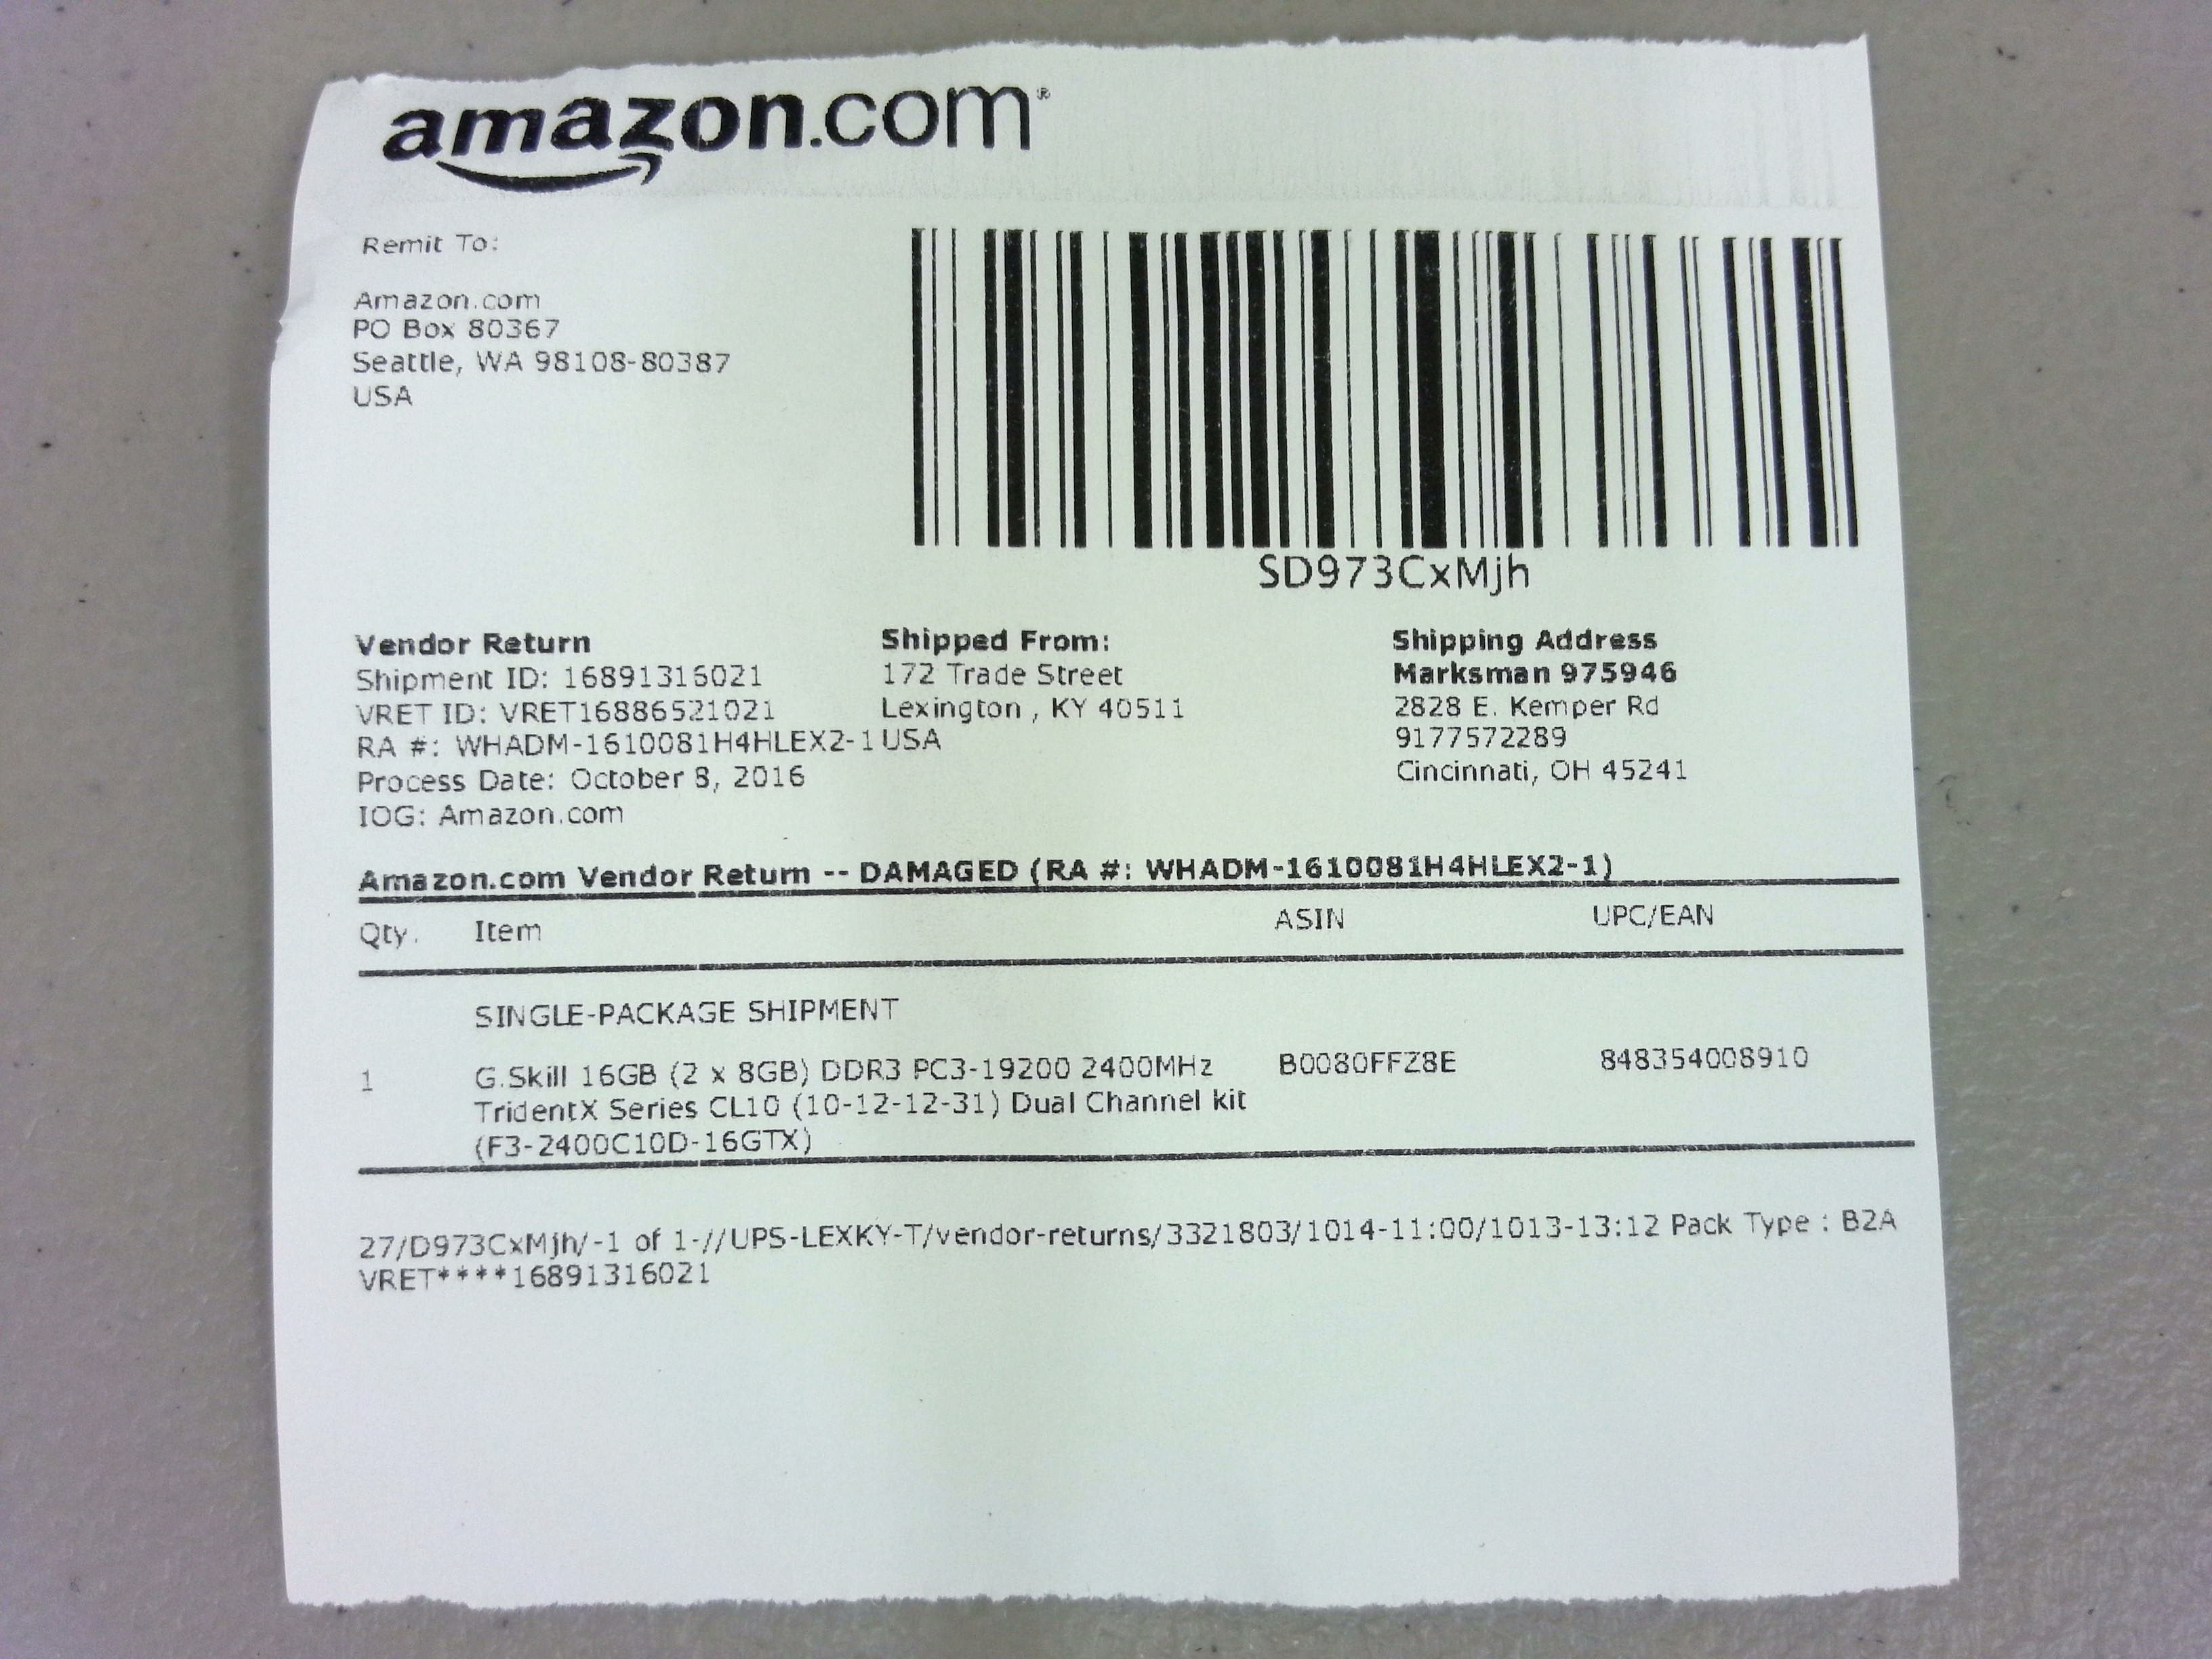 amazon.com®
Remit To:
Amazon.com
PO Box 80367
Seattle, WA 98108-80387
USA
SD973CxMjh
Vendor Return
Shipment ID: 16891316021
VRET ID: VRET16886521021
RA #: WHADM-1610081H4HLEX2-1
Process Date: October 8, 2016
IOG: Amazon.com
Shipped From:
172 Trade Street
Lexington , KY 40511
USA
Shipping Address
Marksman 975946
2828 E. Kemper Rd
9177572289
Cincinnati, OH 45241
Amazon.com Vendor Return -- DAMAGED (RA #: WHADM-1610081H4HLEX2-1)
Qty. Item ASIN UPC/EAN
SINGLE-PACKAGE SHIPMENT
1 G.Skill 16GB (2 x 8GB) DDR3 PC3-19200 2400MHz B0080FFZ8E 848354008910
TridentX Series CL10 (10-12-12-31) Dual Channel kit
(F3-2400C10D-16GTX)
27/D973CxMjh/-1 of 1-//UPS-LEXKY-T/vendor-returns/3321803/1014-11:00/1013-13:12 Pack Type : B2A
VRET****16891316021